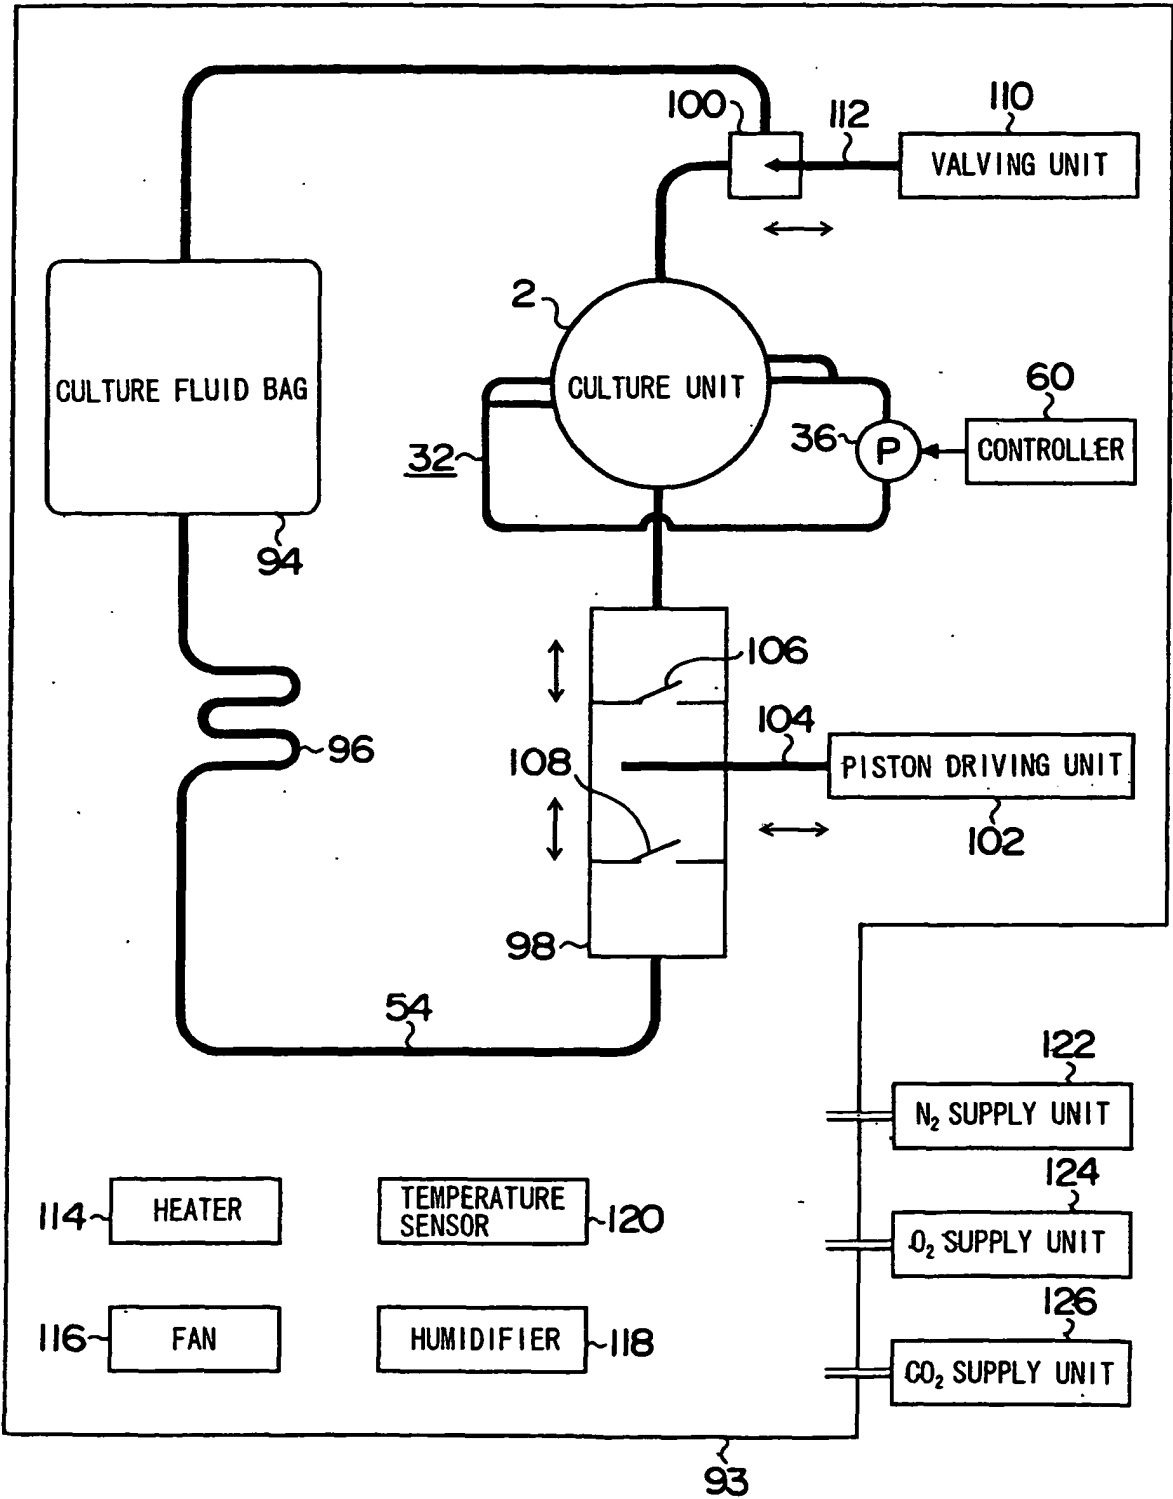 110
100
112
VALVING UNIT
2
CULTURE FLUID BAG
CULTURE UNIT
60
36
P
CONTROLLER
32
94
106
104
96
108
PISTON DRIVING UNIT
102
98
54
122
N₂ SUPPLY UNIT
124
114
HEATER
TEMPERATURE
SENSOR
120
O₂ SUPPLY UNIT
126
116
FAN
HUMIDIFIER
118
CO₂ SUPPLY UNIT
93